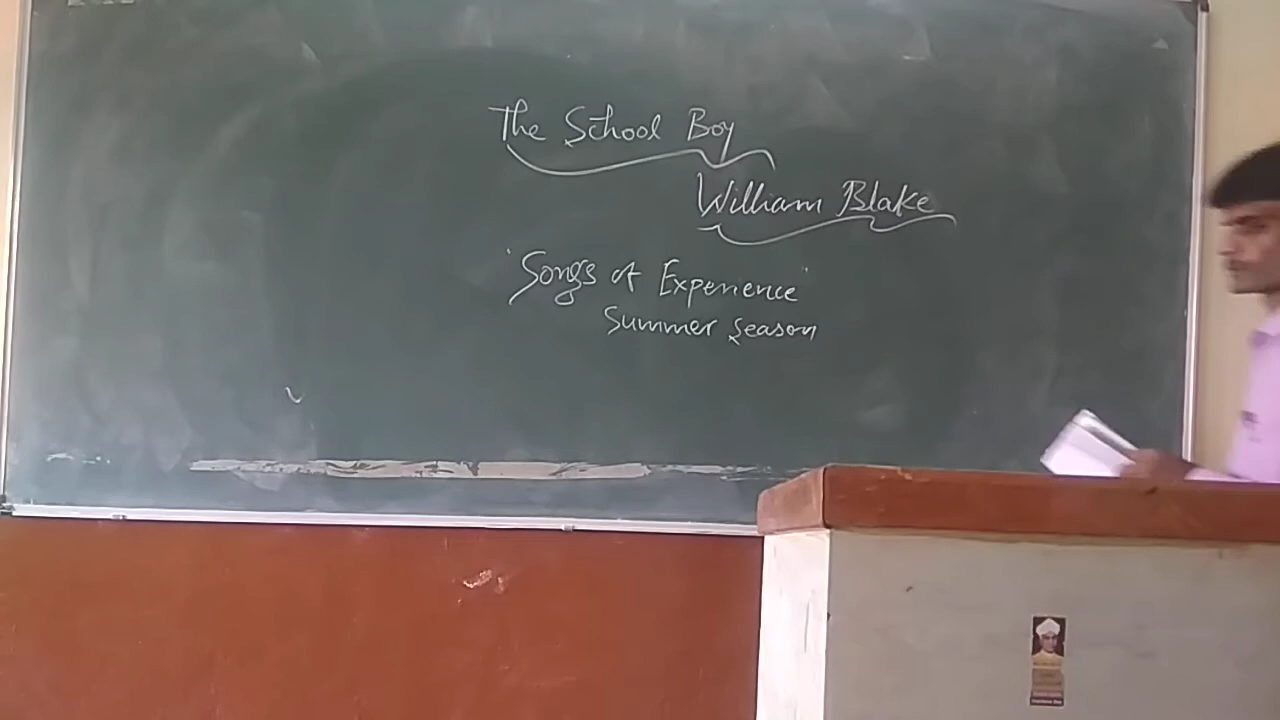 The School Boy
William Blake
'Songs of Experience'
Summer season